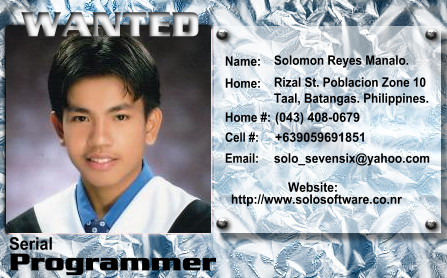 WANTED
Name: Solomon Reyes Manalo.
Home: Rizal St. Poblacion Zone 10
Taal, Batangas. Philippines.
Home #: (043) 408-0679
Cell #: +639059691851
Email: solo_sevensix@yahoo.com
Website:
http://www.solosoftware.co.nr
Serial
Programmer